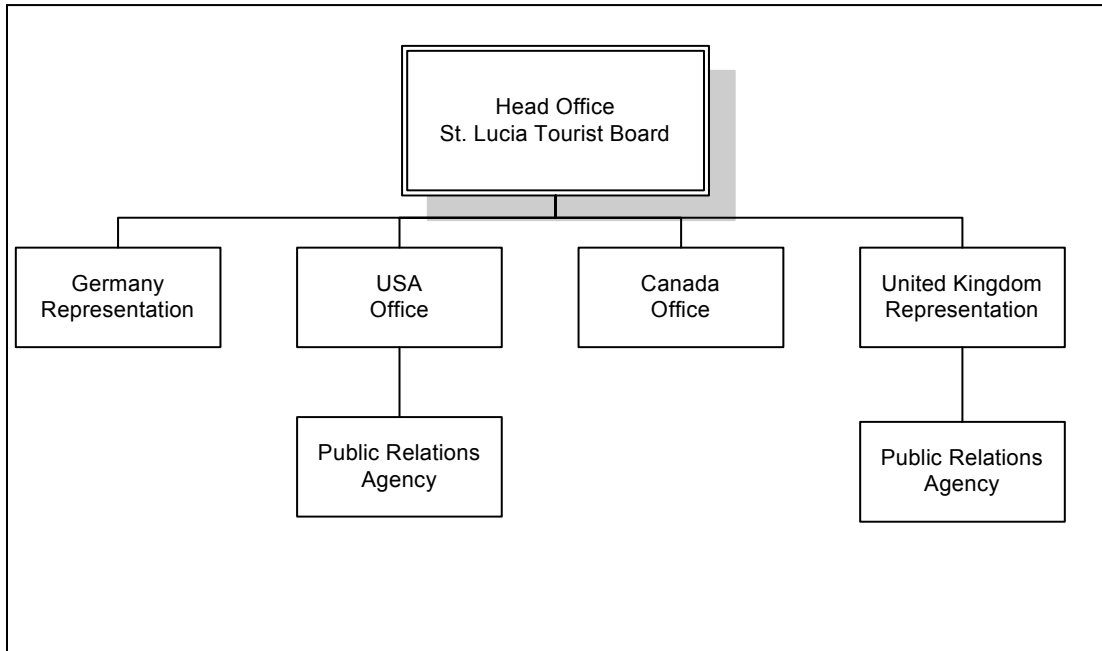 Head Office
St. Lucia Tourist Board
Germany
Representation
USA
Office
Canada
Office
United Kingdom
Representation
Public Relations
Agency
Public Relations
Agency